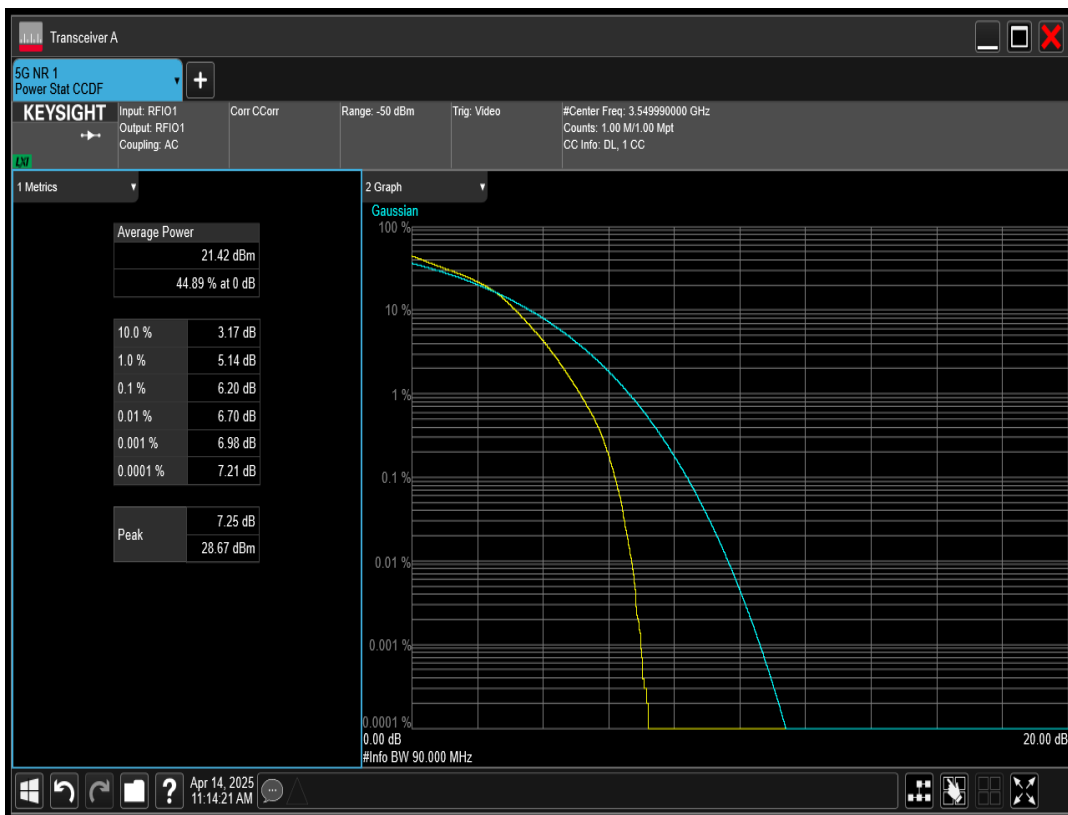 Transceiver A
5G NR 1
Power Stat CCDF
+
KEYSIGHT
LXI
Input: RFIO1
Output: RFIO1
Coupling: AC
Corr CCorr
Range: -50 dBm
Trig: Video
#Center Freq: 3.549990000 GHz
Counts: 1.00 M/1.00 Mpt
CC Info: DL, 1 CC
1 Metrics
Average Power
21.42 dBm
44.89 % at 0 dB
10.0 % 3.17 dB
1.0 % 5.14 dB
0.1 % 6.20 dB
0.01 % 6.70 dB
0.001 % 6.98 dB
0.0001 % 7.21 dB
Peak
7.25 dB
28.67 dBm
2 Graph
Gaussian
100 %
10 %
1 %
0.1 %
0.01 %
0.001 %
0.0001 %
0.00 dB 20.00 dB
#Info BW 90.000 MHz
?
Apr 14, 2025
11:14:21 AM